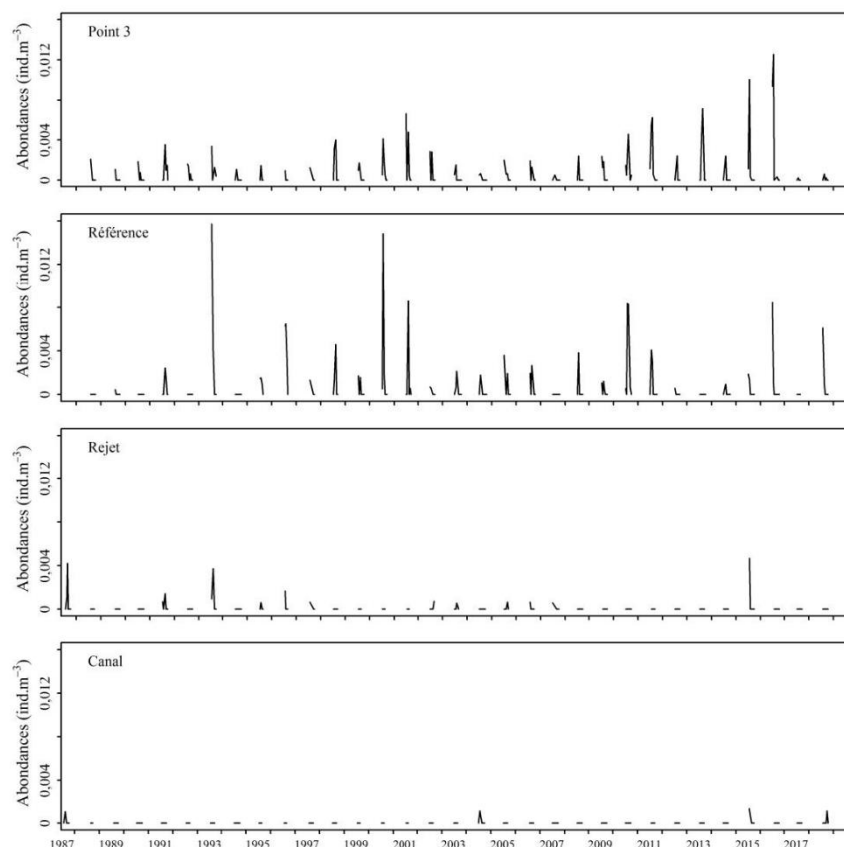 Point 3
Abondances (ind.m⁻³)
0,012
0,004
0
Référence
Abondances (ind.m⁻³)
0,012
0,004
0
Rejet
Abondances (ind.m⁻³)
0,012
0,004
0
Canal
Abondances (ind.m⁻³)
0,012
0,004
0
1987 1989 1991 1993 1995 1997 1999 2001 2003 2005 2007 2009 2011 2013 2015 2017